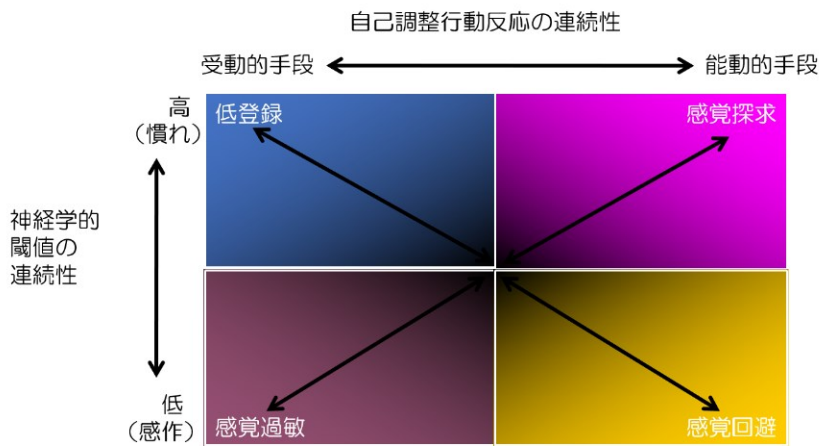 自己調整行動反応の連続性
受動的手段
能動的手段
高
（慣れ）
低登録
感覚探求
神経学的
閾値の
連続性
低
（感作）
感覚過敏
感覚回避